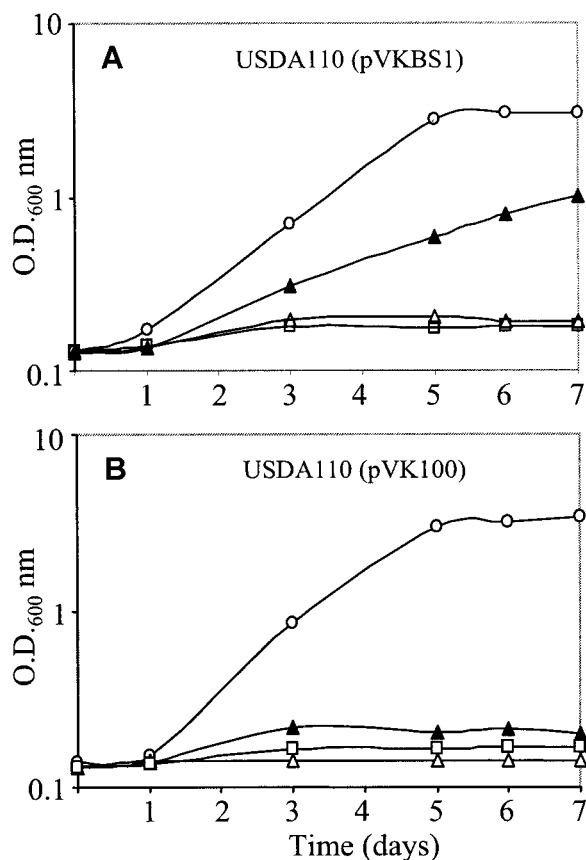 10
A
USDA110 (pVKBS1)
O.D.600 nm
1
0.1
1 2 3 4 5 6 7
10
B
USDA110 (pVK100)
O.D.600 nm
1
0.1
1 2 3 4 5 6 7
Time (days)